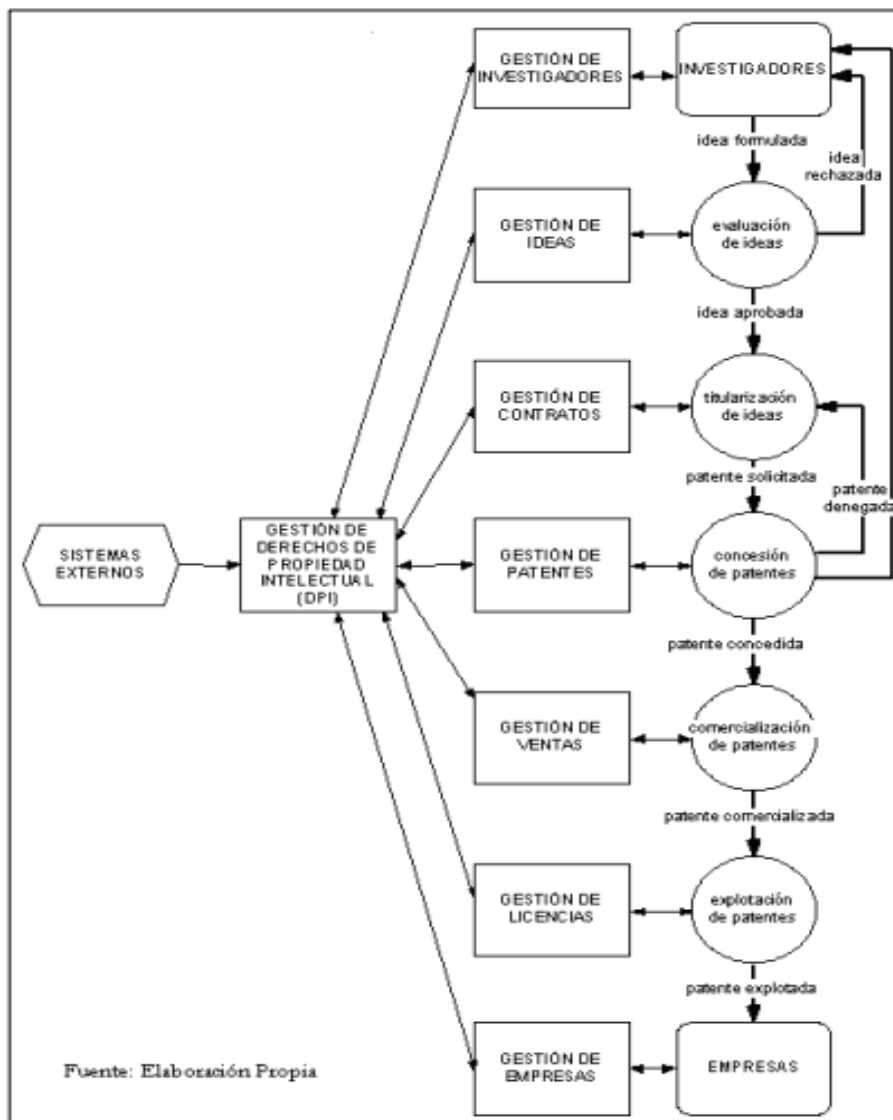 GESTIÓN DE
INVESTIGADORES
INVESTIGADORES
idea formulada
idea
rechazada
GESTIÓN DE
IDEAS
evaluación
de ideas
idea aprobada
GESTIÓN DE
CONTRATOS
titularización
de ideas
patente solicitada
patente
denegada
SISTEMAS
EXTERNOS
GESTIÓN DE
DERECHOS DE
PROPIEDAD
INTELECTUAL
(DPI)
GESTIÓN DE
PATENTES
concesión
de patentes
patente concedida
GESTIÓN DE
VENTAS
comercialización
de patentes
patente comercializada
GESTIÓN DE
LICENCIAS
explotación
de patentes
patente explotada
GESTIÓN DE
EMPRESAS
EMPRESAS
Fuente: Elaboración Propia